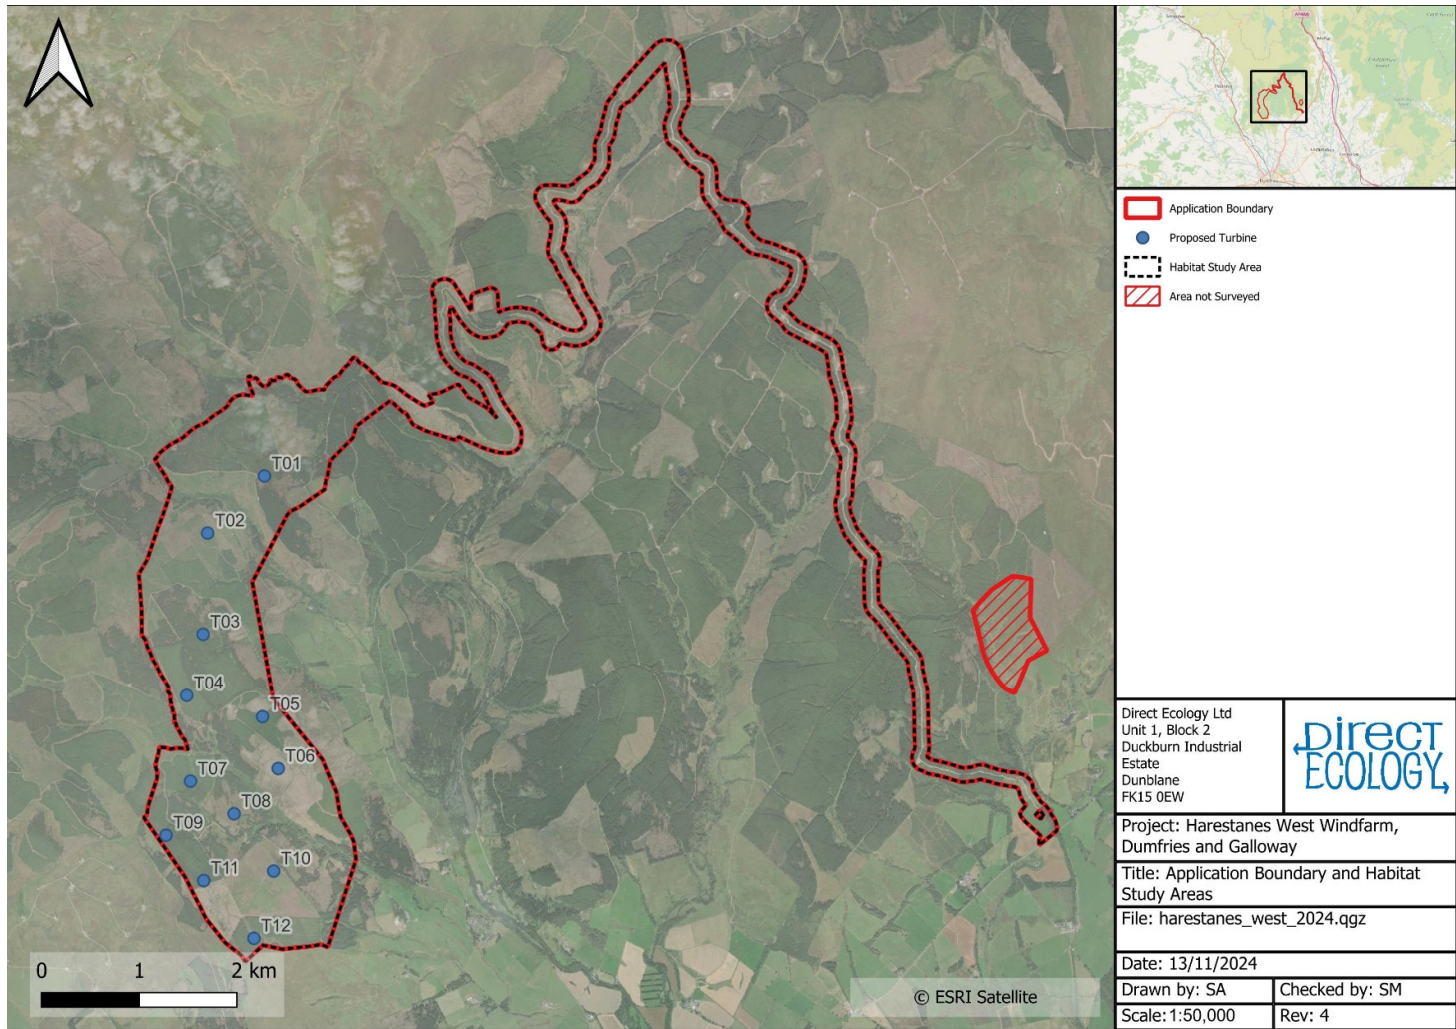 T01
T02
T03
T04
T05
T06
T07
T08
T09
T10
T11
T12
0 1 2 km
© ESRI Satellite
Application Boundary
Proposed Turbine
Habitat Study Area
Area not Surveyed
Direct Ecology Ltd
Unit 1, Block 2
Duckburn Industrial
Estate
Dunblane
FK15 0EW
Direct
ECOLOGY
Project: Harestanes West Windfarm,
Dumfries and Galloway
Title: Application Boundary and Habitat
Study Areas
File: harestanes_west_2024.qgz
Date: 13/11/2024
Drawn by: SA
Checked by: SM
Scale:1:50,000
Rev: 4